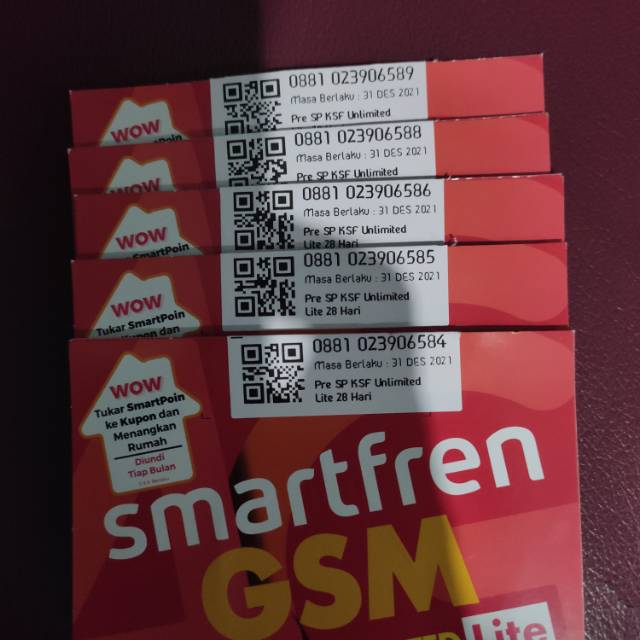 0881 023906589
Masa Berlaku : 31 DES 2021
Pre SP KSF Unlimited
WOW
SmartPoin
0881 023906588
Masa Berlaku : 31 DES 2021
Pre SP KSF Unlimited
WOW
0881 023906586
Masa Berlaku : 31 DES 2021
Pre SP KSF Unlimited
Lite 28 Hari
WOW
SmartPoin
0881 023906585
Masa Berlaku : 31 DES 2021
Pre SP KSF Unlimited
Lite 28 Hari
WOW
Tukar SmartPoin
ke Kupon dan
0881 023906584
Masa Berlaku : 31 DES 2021
Pre SP KSF Unlimited
Lite 28 Hari
WOW
Tukar SmartPoin
ke Kupon dan
Menangkan
Rumah
Diundi
Tiap Bulan
smartfren
GSM
Lite